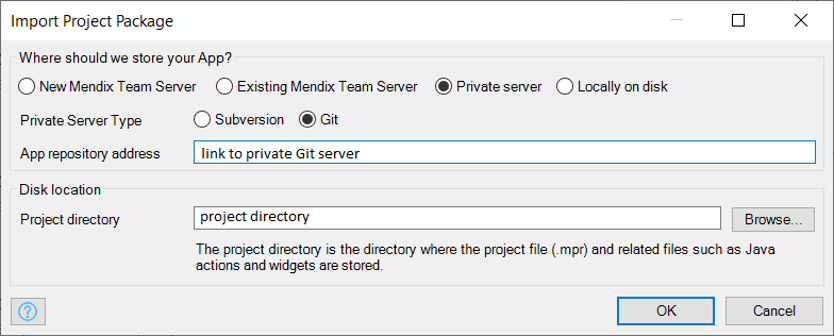 Import Project Package
Where should we store your App?
New Mendix Team Server Existing Mendix Team Server Private server Locally on disk
Private Server Type Subversion Git
App repository address link to private Git server
Disk location
Project directory project directory Browse...
The project directory is the directory where the project file (.mpr) and related files such as Java
actions and widgets are stored.
? OK Cancel